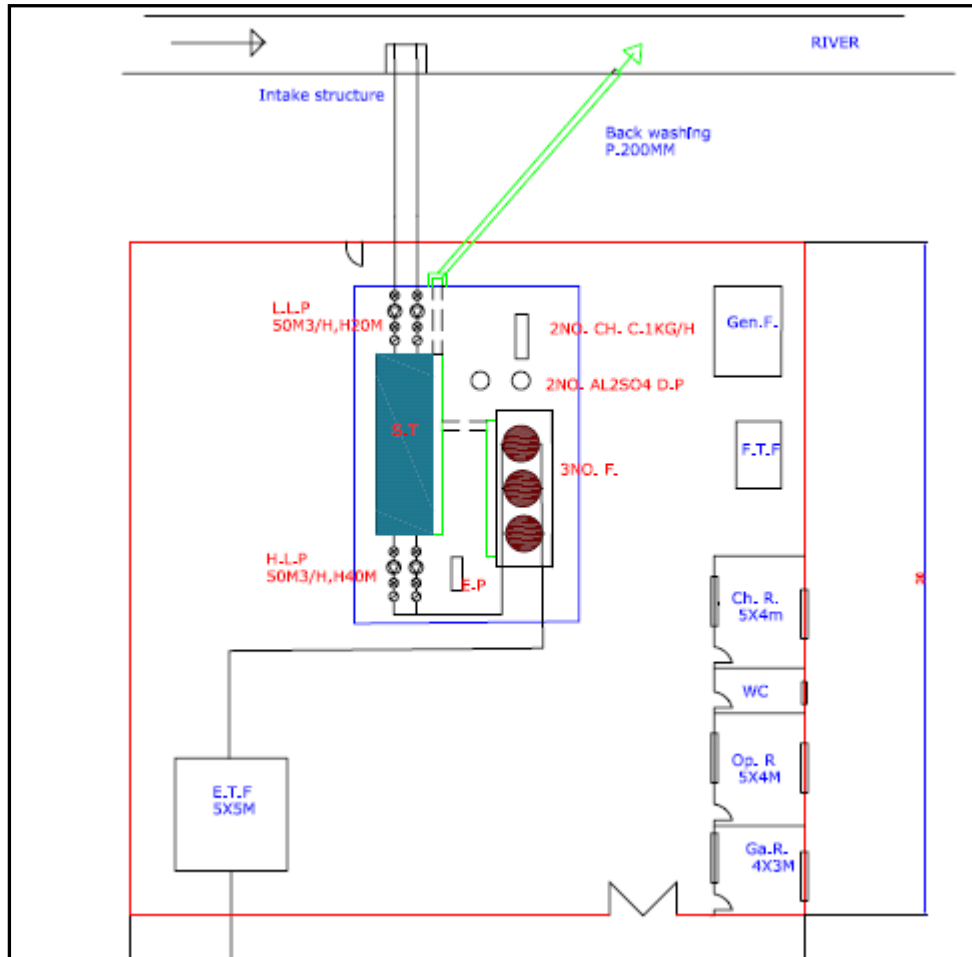 RIVER
Intake structure
Back washing
P.200MM
L.L.P
50M3/H,H20M
2NO. CH. C.1KG/H
Gen.F.
2NO. AL2SO4 D.P
S.T
F.T.F
3NO. F.
H.L.P
50M3/H,H40M
E.P
Ch. R.
5X4m
WC
Op. R
5X4M
E.T.F
5X5M
Ga.R.
4X3M